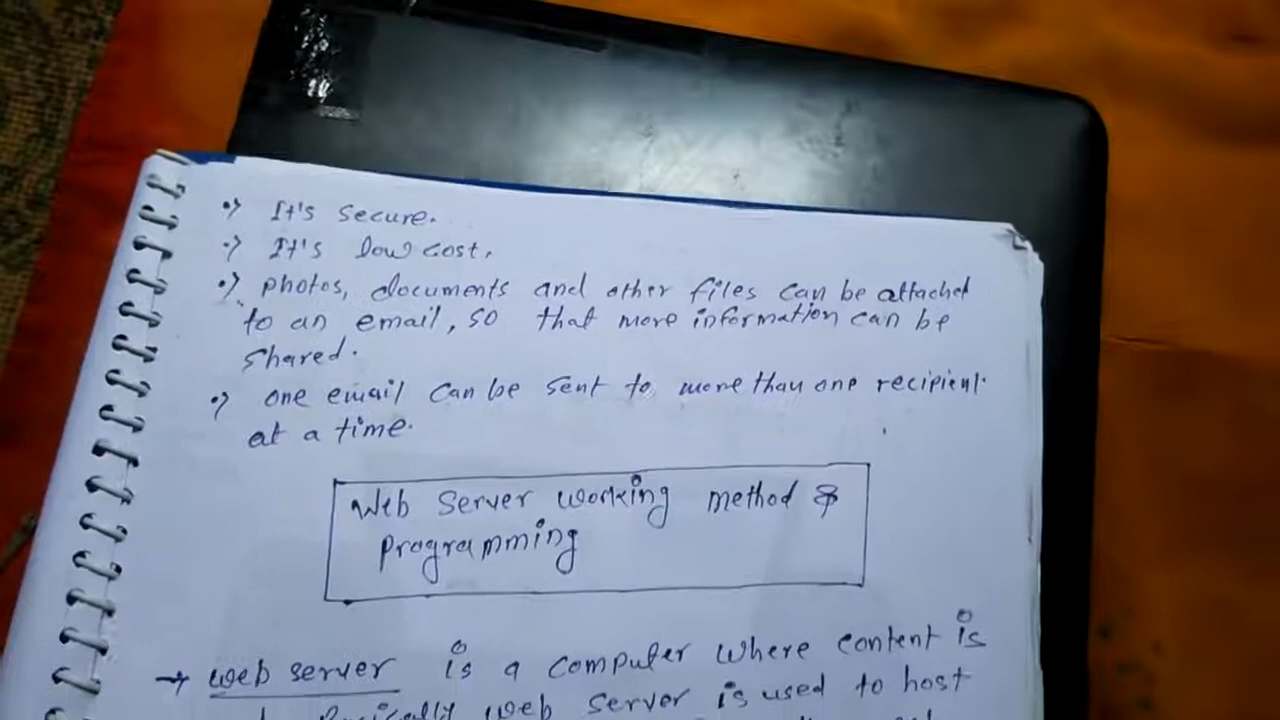 •> It's secure.
•> It's low cost.
•> photos, documents and other files can be attached
to an email, so that more information can be
shared.
•> one email can be sent to more than one recipient
at a time.
Web Server working method &
programming
→ web server is a computer where content is
Basically web server is used to host